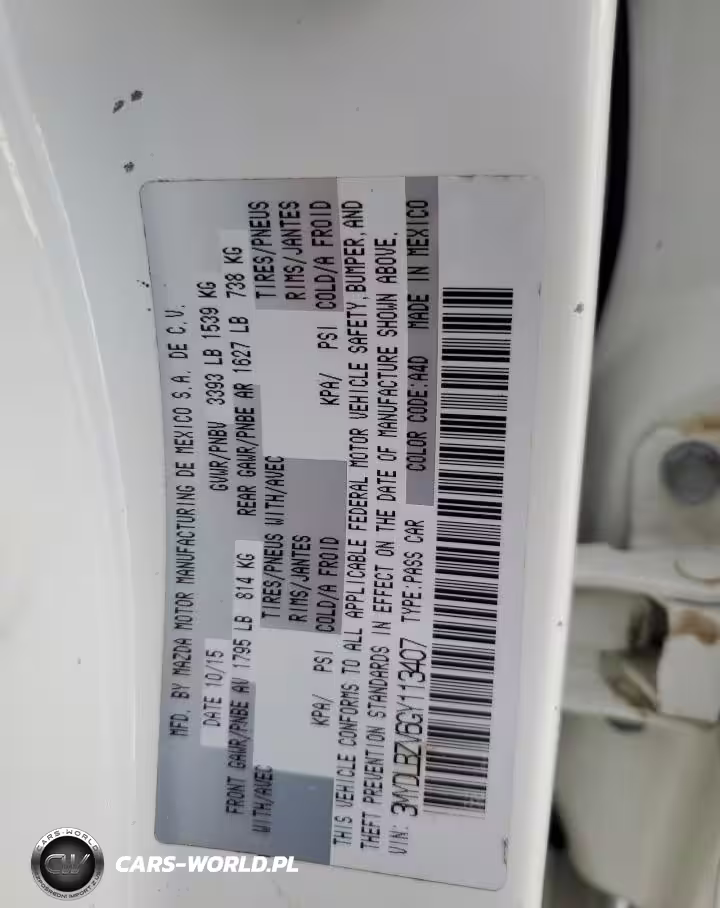 MFD. BY MAZDA MOTOR MANUFACTURING DE MEXICO S.A. DE C.V.
DATE 10/15 GVWR/PNBV 3393 LB 1539 KG
FRONT GAWR/PNBE AV 1795 LB 814 KG REAR GAWR/PNBE AR 1627 LB 738 KG
WITH/AVEC TIRES/PNEUS WITH/AVEC TIRES/PNEUS
RIMS/JANTES RIMS/JANTES
KPA/ PSI COLD/A FROID KPA/ PSI COLD/A FROID
THIS VEHICLE CONFORMS TO ALL APPLICABLE FEDERAL MOTOR VEHICLE SAFETY, BUMPER, AND
THEFT PREVENTION STANDARDS IN EFFECT ON THE DATE OF MANUFACTURE SHOWN ABOVE.
VIN: 3MYDLBZV6GY113407 TYPE:PASS CAR COLOR CODE:A4D MADE IN MEXICO
CARS-WORLD
CW
CARS-WORLD.PL